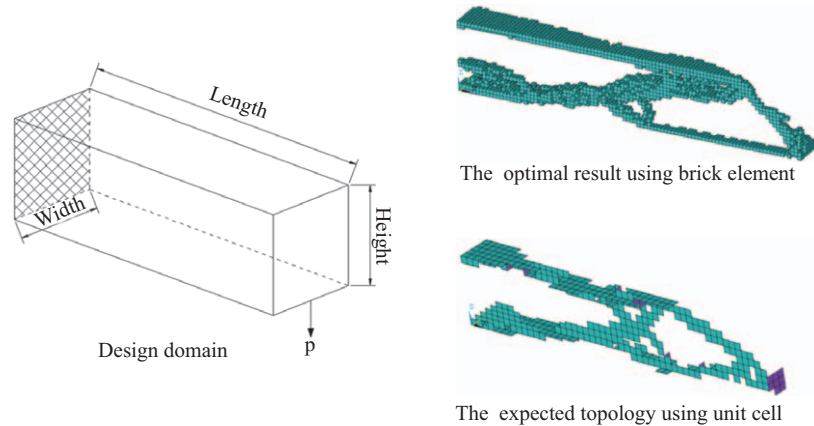 Length
Width
Height
p
Design domain
The optimal result using brick element
The expected topology using unit cell